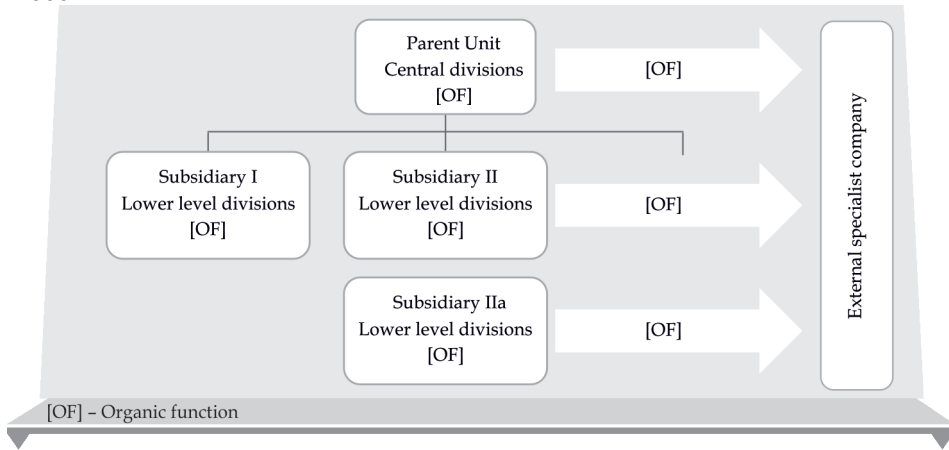 Parent Unit
Central divisions
[OF]
[OF]
Subsidiary I
Lower level divisions
[OF]
Subsidiary II
Lower level divisions
[OF]
[OF]
Subsidiary IIa
Lower level divisions
[OF]
[OF]
External specialist company
[OF] – Organic function